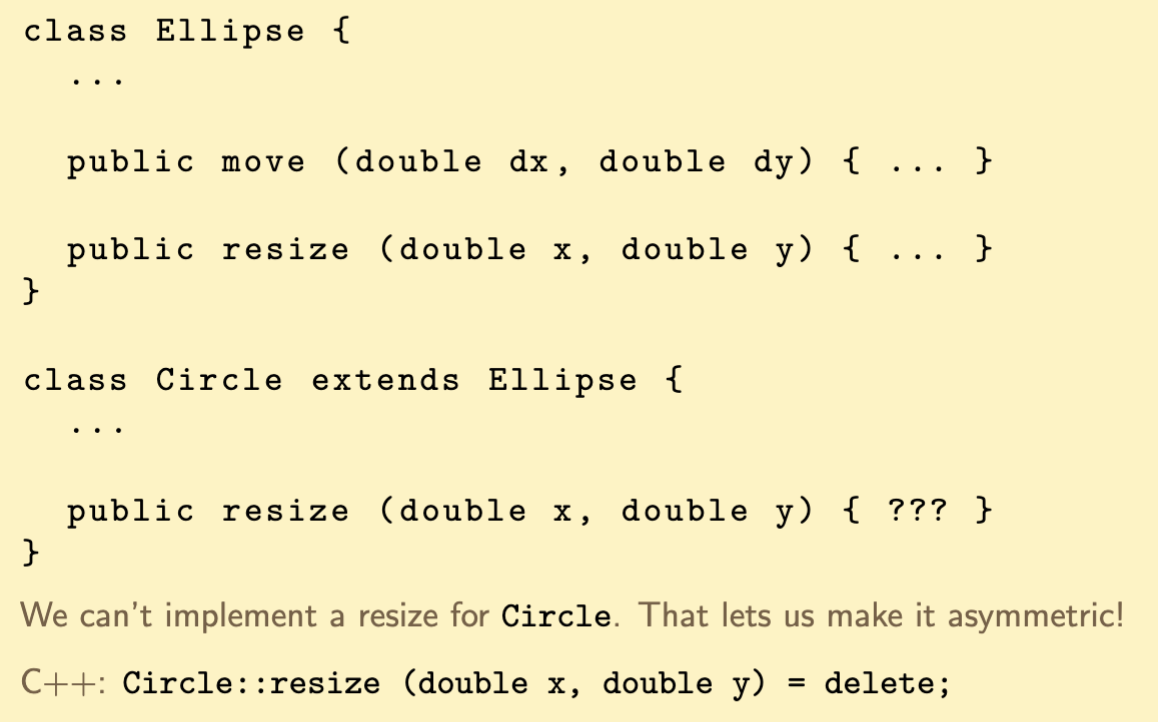 class Ellipse {
...
public move (double dx, double dy) { ... }
public resize (double x, double y) { ... }
}
class Circle extends Ellipse {
...
public resize (double x, double y) { ??? }
}
We can't implement a resize for Circle. That lets us make it asymmetric!
C++: Circle::resize (double x, double y) = delete;